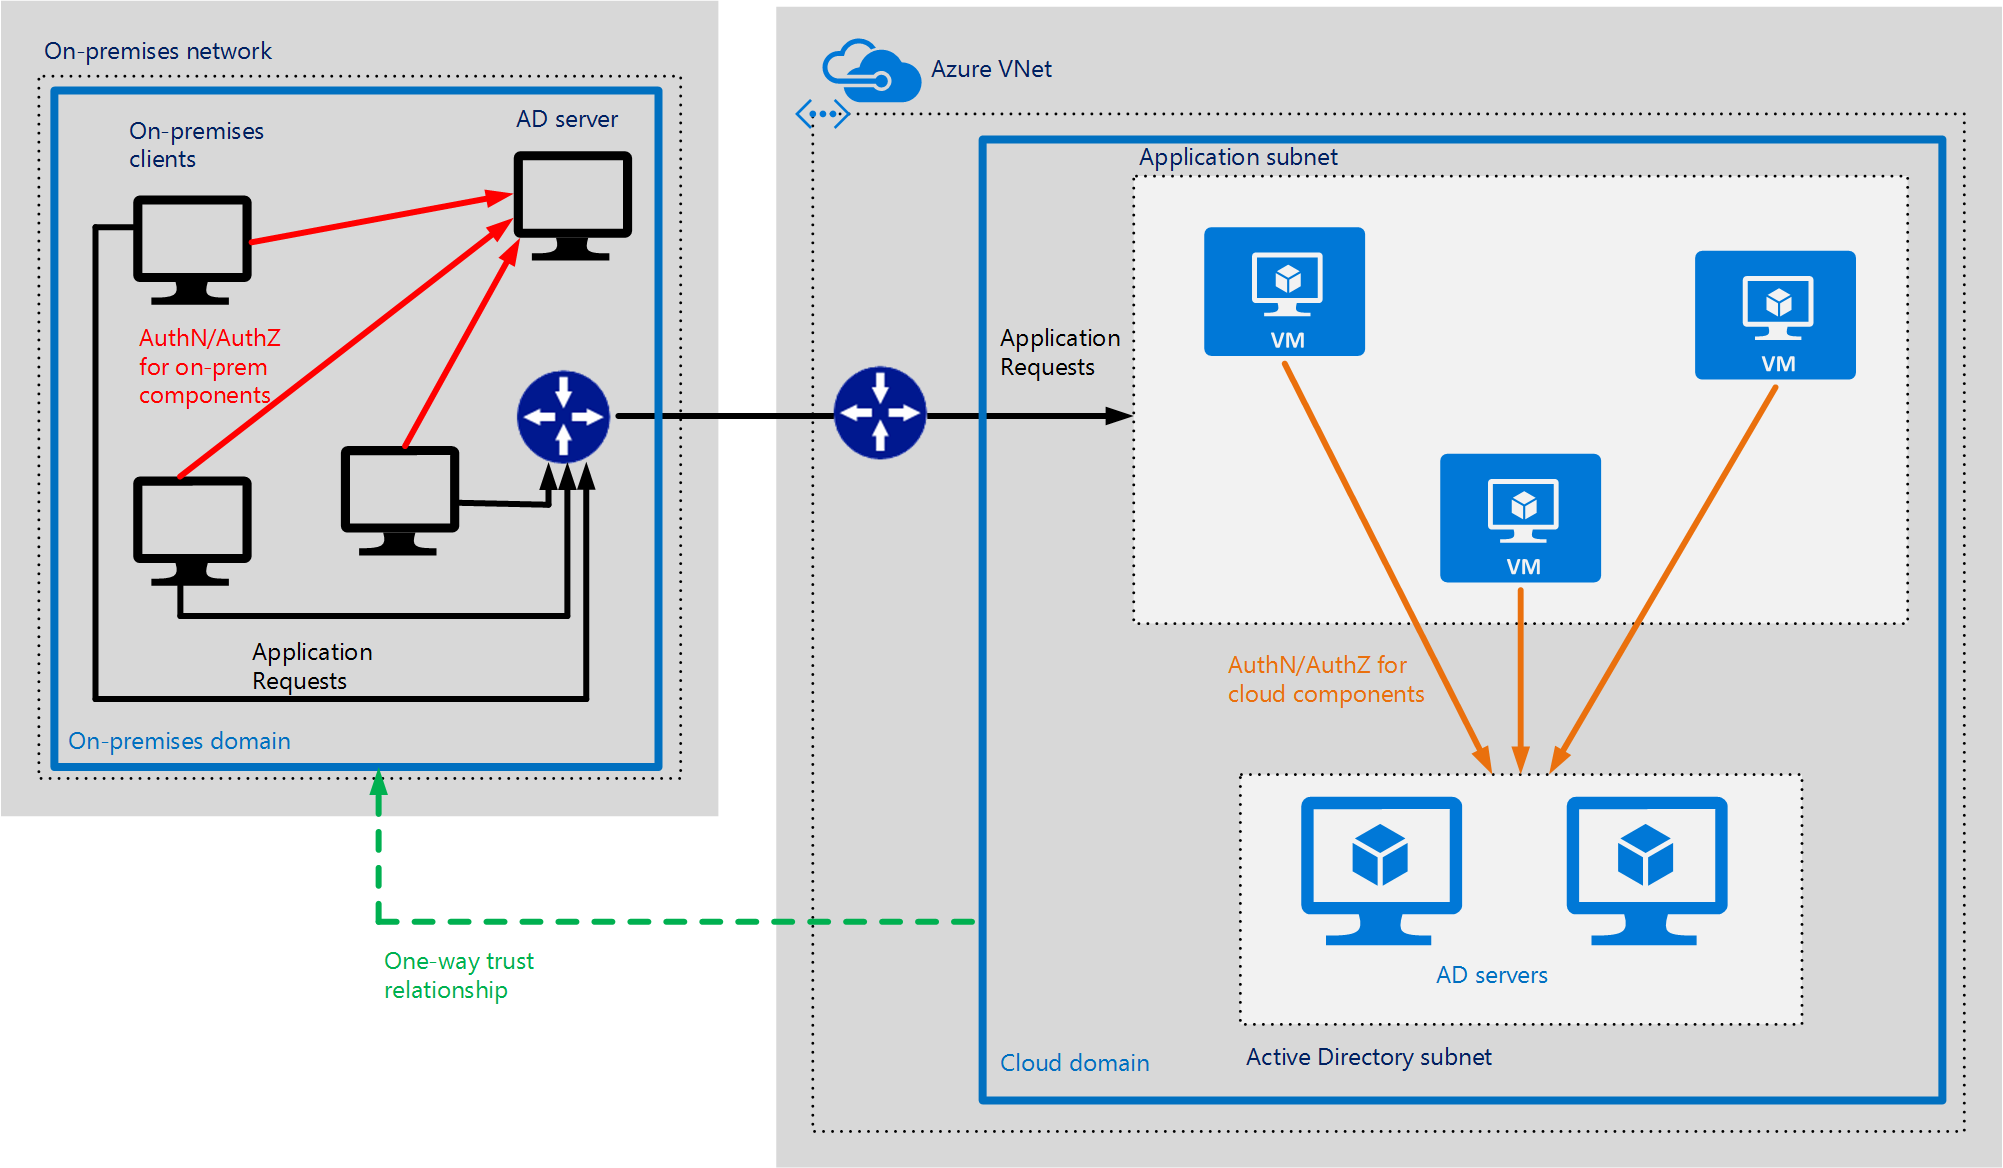 On-premises network
On-premises
clients
AD server
AuthN/AuthZ
for on-prem
components
Application
Requests
On-premises domain
One-way trust
relationship
Azure VNet
Application subnet
Application
Requests
VM
VM
VM
AuthN/AuthZ for
cloud components
AD servers
Active Directory subnet
Cloud domain